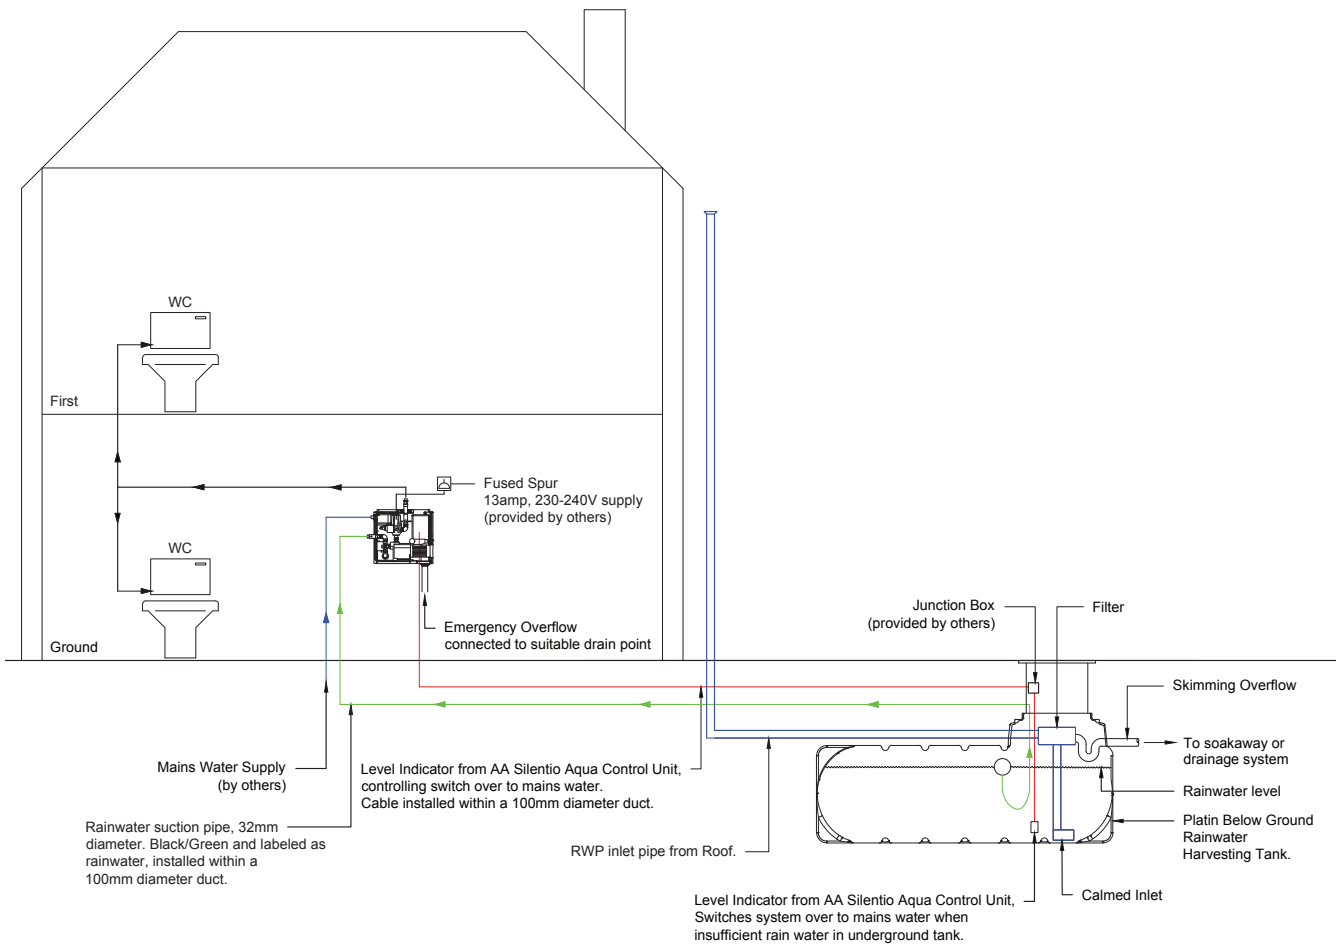 WC
First
Fused Spur
13amp, 230-240V supply
(provided by others)
WC
Ground
Emergency Overflow
connected to suitable drain point
Junction Box
(provided by others)
Filter
Skimming Overflow
To soakaway or
drainage system
Rainwater level
Platin Below Ground
Rainwater
Harvesting Tank.
Mains Water Supply
(by others)
Level Indicator from AA Silentio Aqua Control Unit,
controlling switch over to mains water.
Cable installed within a 100mm diameter duct.
Rainwater suction pipe, 32mm
diameter. Black/Green and labeled as
rainwater, installed within a
100mm diameter duct.
RWP inlet pipe from Roof.
Calmed Inlet
Level Indicator from AA Silentio Aqua Control Unit,
Switches system over to mains water when
insufficient rain water in underground tank.